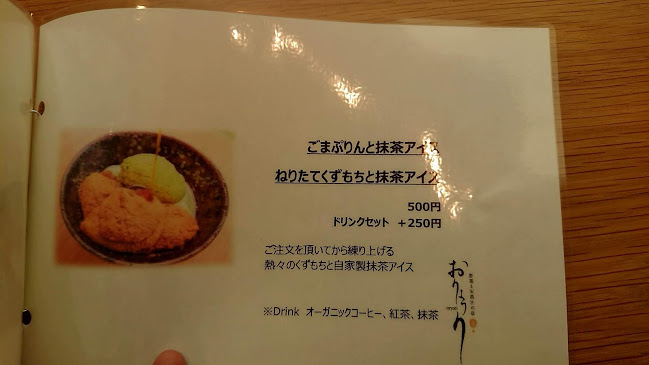 ごまぷりんと抹茶アイス
ねりたてくずもちと抹茶アイス
500円
ドリンクセット +250円
ご注文を頂いてから練り上げる
熱々のくずもちと自家製抹茶アイス
※Drink オーガニックコーヒー、紅茶、抹茶
おりょうり